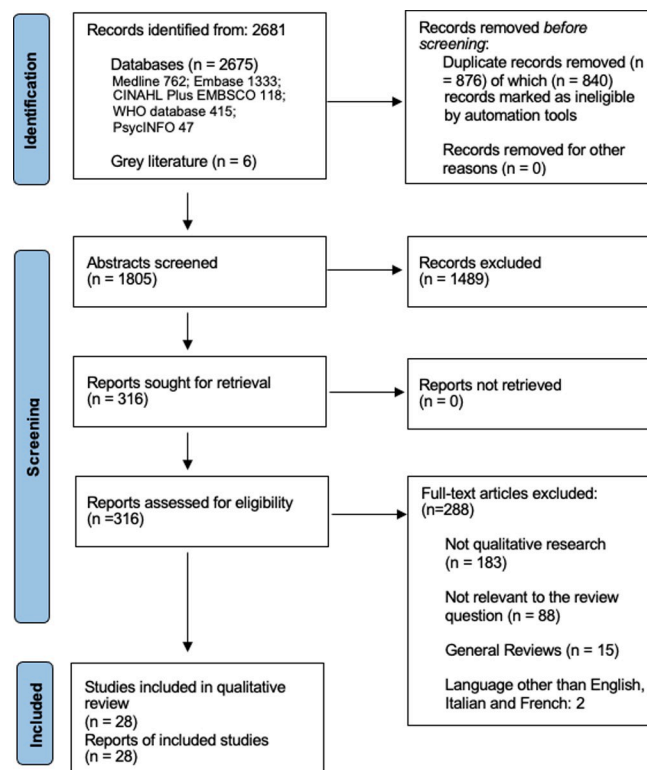 Identification
Records identified from: 2681
Databases (n = 2675)
Medline 762; Embase 1333;
CINAHL Plus EMBSCO 118;
WHO database 415;
PsycINFO 47
Grey literature (n = 6)
Records removed before
screening:
Duplicate records removed (n
= 876) of which (n = 840)
records marked as ineligible
by automation tools
Records removed for other
reasons (n = 0)
Screening
Abstracts screened
(n = 1805)
Records excluded
(n = 1489)
Reports sought for retrieval
(n = 316)
Reports not retrieved
(n = 0)
Reports assessed for eligibility
(n =316)
Full-text articles excluded:
(n=288)
Not qualitative research
(n = 183)
Not relevant to the review
question (n = 88)
General Reviews (n = 15)
Language other than English,
Italian and French: 2
Included
Studies included in qualitative
review
(n = 28)
Reports of included studies
(n = 28)